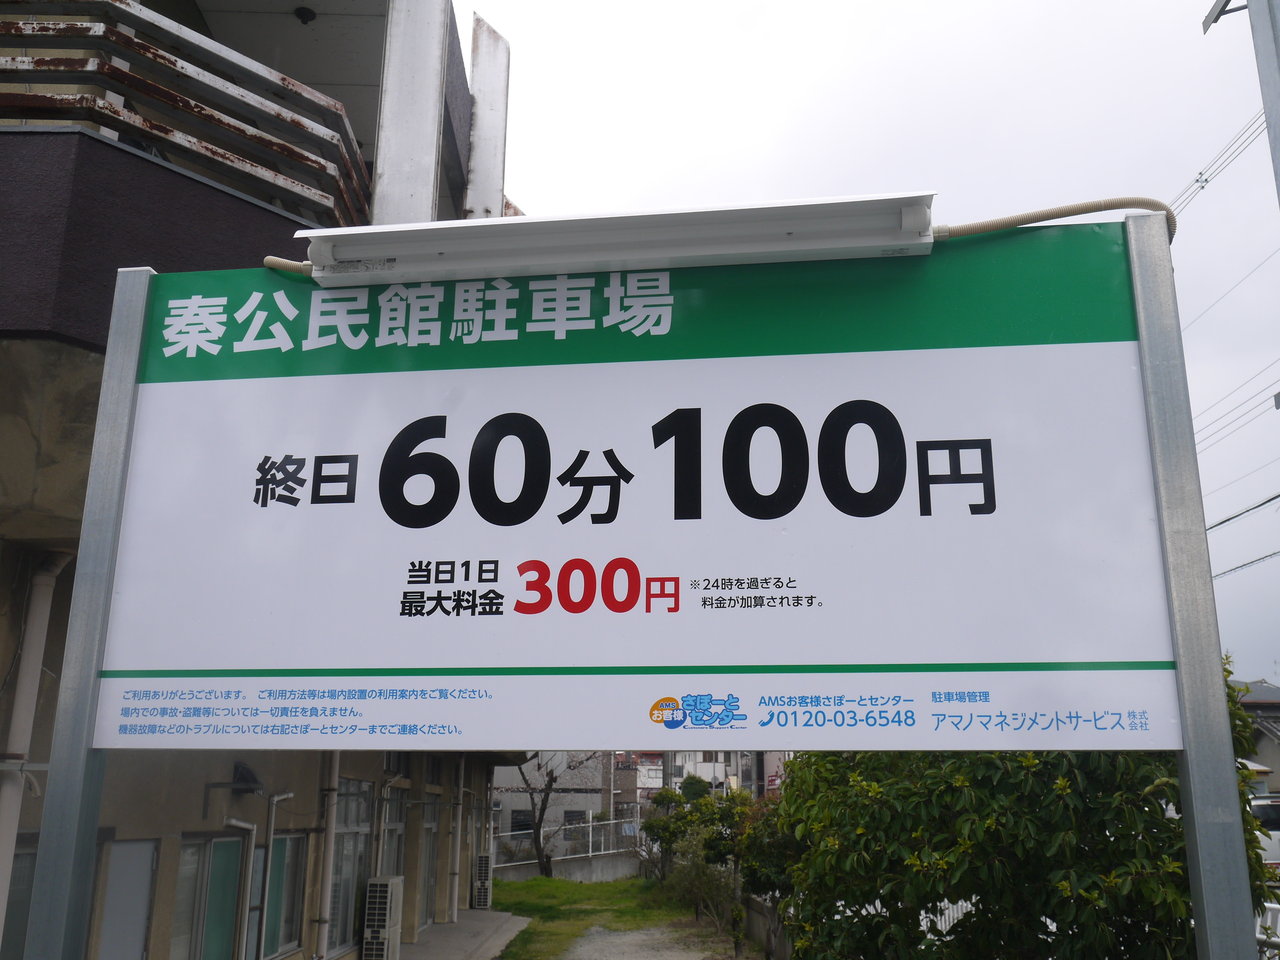 秦公民館駐車場
終日60分100円
当日1日
最大料金 300円
※24時を過ぎると
料金が加算されます。
ご利用ありがとうございます。 ご利用方法等は場内設置の利用案内をご覧ください。
場内での事故・盗難等については一切責任を負えません。
機器故障などのトラブルについては右記さぽーとセンターまでご連絡ください。
AMS
お客様
さぽーと
センター
Customers Support Center
AMSお客様さぽーとセンター
0120-03-6548
駐車場管理
アマノマネジメントサービス株式会社